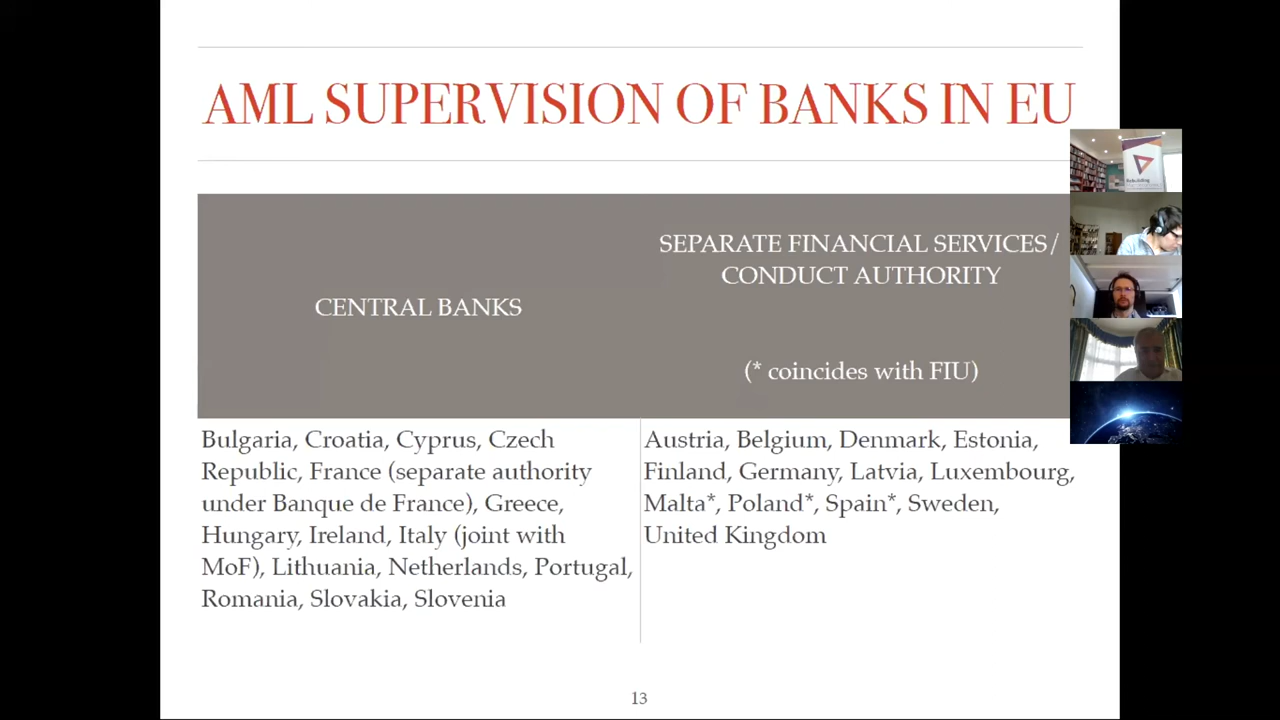 AML SUPERVISION OF BANKS IN EU
CENTRAL BANKS
SEPARATE FINANCIAL SERVICES/
CONDUCT AUTHORITY
(* coincides with FIU)
Bulgaria, Croatia, Cyprus, Czech
Republic, France (separate authority
under Banque de France), Greece,
Hungary, Ireland, Italy (joint with
MoF), Lithuania, Netherlands, Portugal,
Romania, Slovakia, Slovenia
Austria, Belgium, Denmark, Estonia,
Finland, Germany, Latvia, Luxembourg,
Malta*, Poland*, Spain*, Sweden,
United Kingdom
13